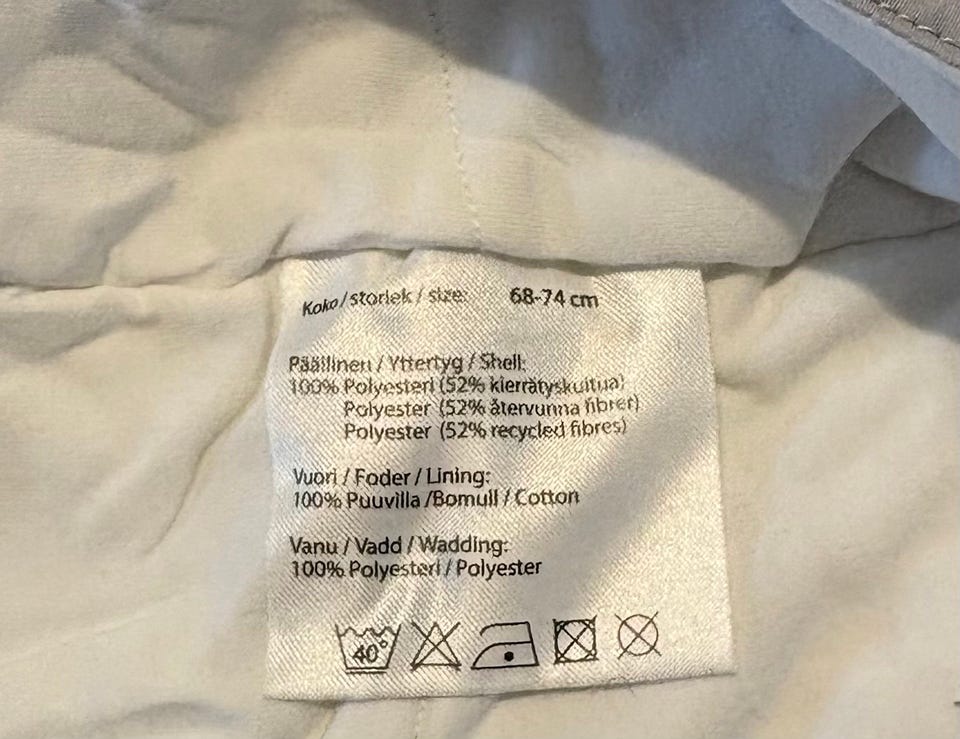 Koko / storlek / size: 68-74 cm
Päällinen / Yttertyg / Shell:
100% Polyesteri (52% kierrätyskuitua)
Polyester (52% återvunna fibrer)
Polyester (52% recycled fibres)
Vuori / Foder / Lining:
100% Puuvilla /Bomull / Cotton
Vanu / Vadd / Wadding:
100% Polyesteri / Polyester
40°